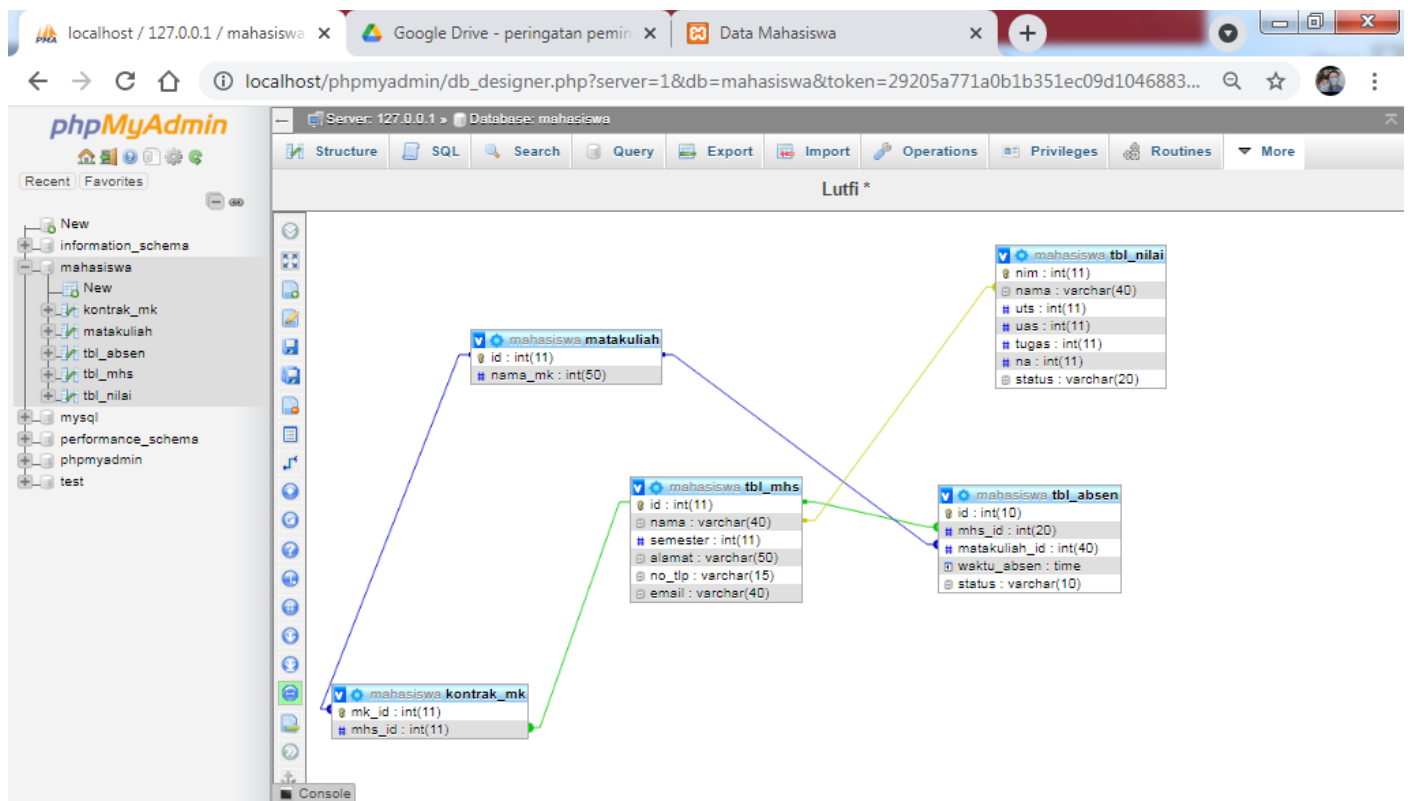 localhost / 127.0.0.1 / mahasiswa
Google Drive - peringatan pemin
Data Mahasiswa
localhost/phpmyadmin/db_designer.php?server=1&db=mahasiswa&token=29205a771a0b1b351ec09d1046883...
phpMyAdmin
Recent Favorites
New
information_schema
mahasiswa
New
kontrak_mk
matakuliah
tbl_absen
tbl_mhs
tbl_nilai
mysql
performance_schema
phpmyadmin
test
Server: 127.0.0.1 » Database: mahasiswa
Structure SQL Search Query Export Import Operations Privileges Routines More
Lutfi *
mahasiswa tbl_nilai
nim : int(11)
nama : varchar(40)
uts : int(11)
uas : int(11)
tugas : int(11)
na : int(11)
status : varchar(20)
mahasiswa matakuliah
id : int(11)
nama_mk : int(50)
mahasiswa tbl_mhs
id : int(11)
nama : varchar(40)
semester : int(11)
alamat : varchar(50)
no_tlp : varchar(15)
email : varchar(40)
mahasiswa tbl_absen
id : int(10)
mhs_id : int(20)
matakuliah_id : int(40)
waktu_absen : time
status : varchar(10)
mahasiswa kontrak_mk
mk_id : int(11)
mhs_id : int(11)
Console